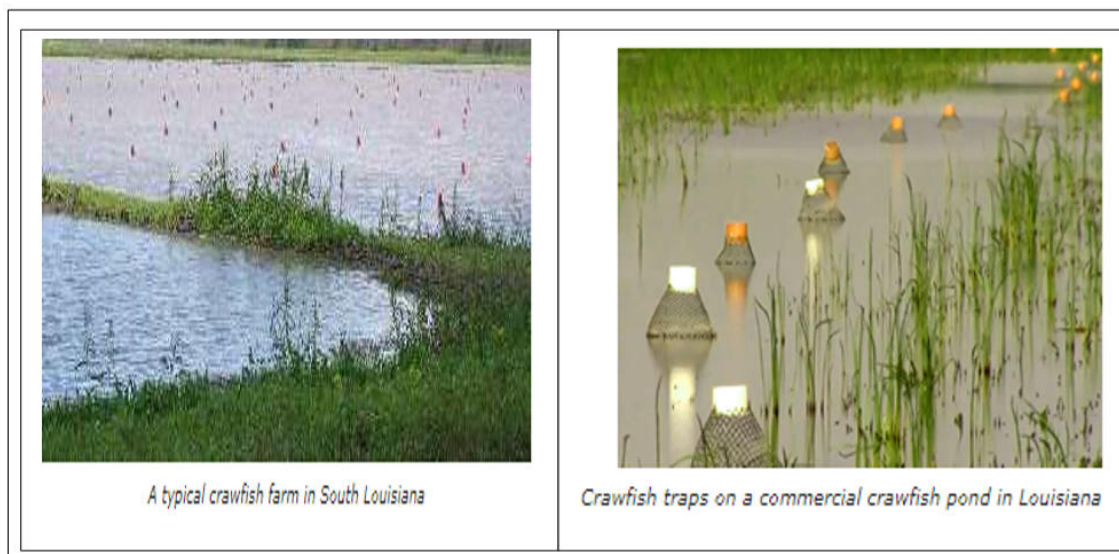 A typical crawfish farm in South Louisiana
Crawfish traps on a commercial crawfish pond in Louisiana